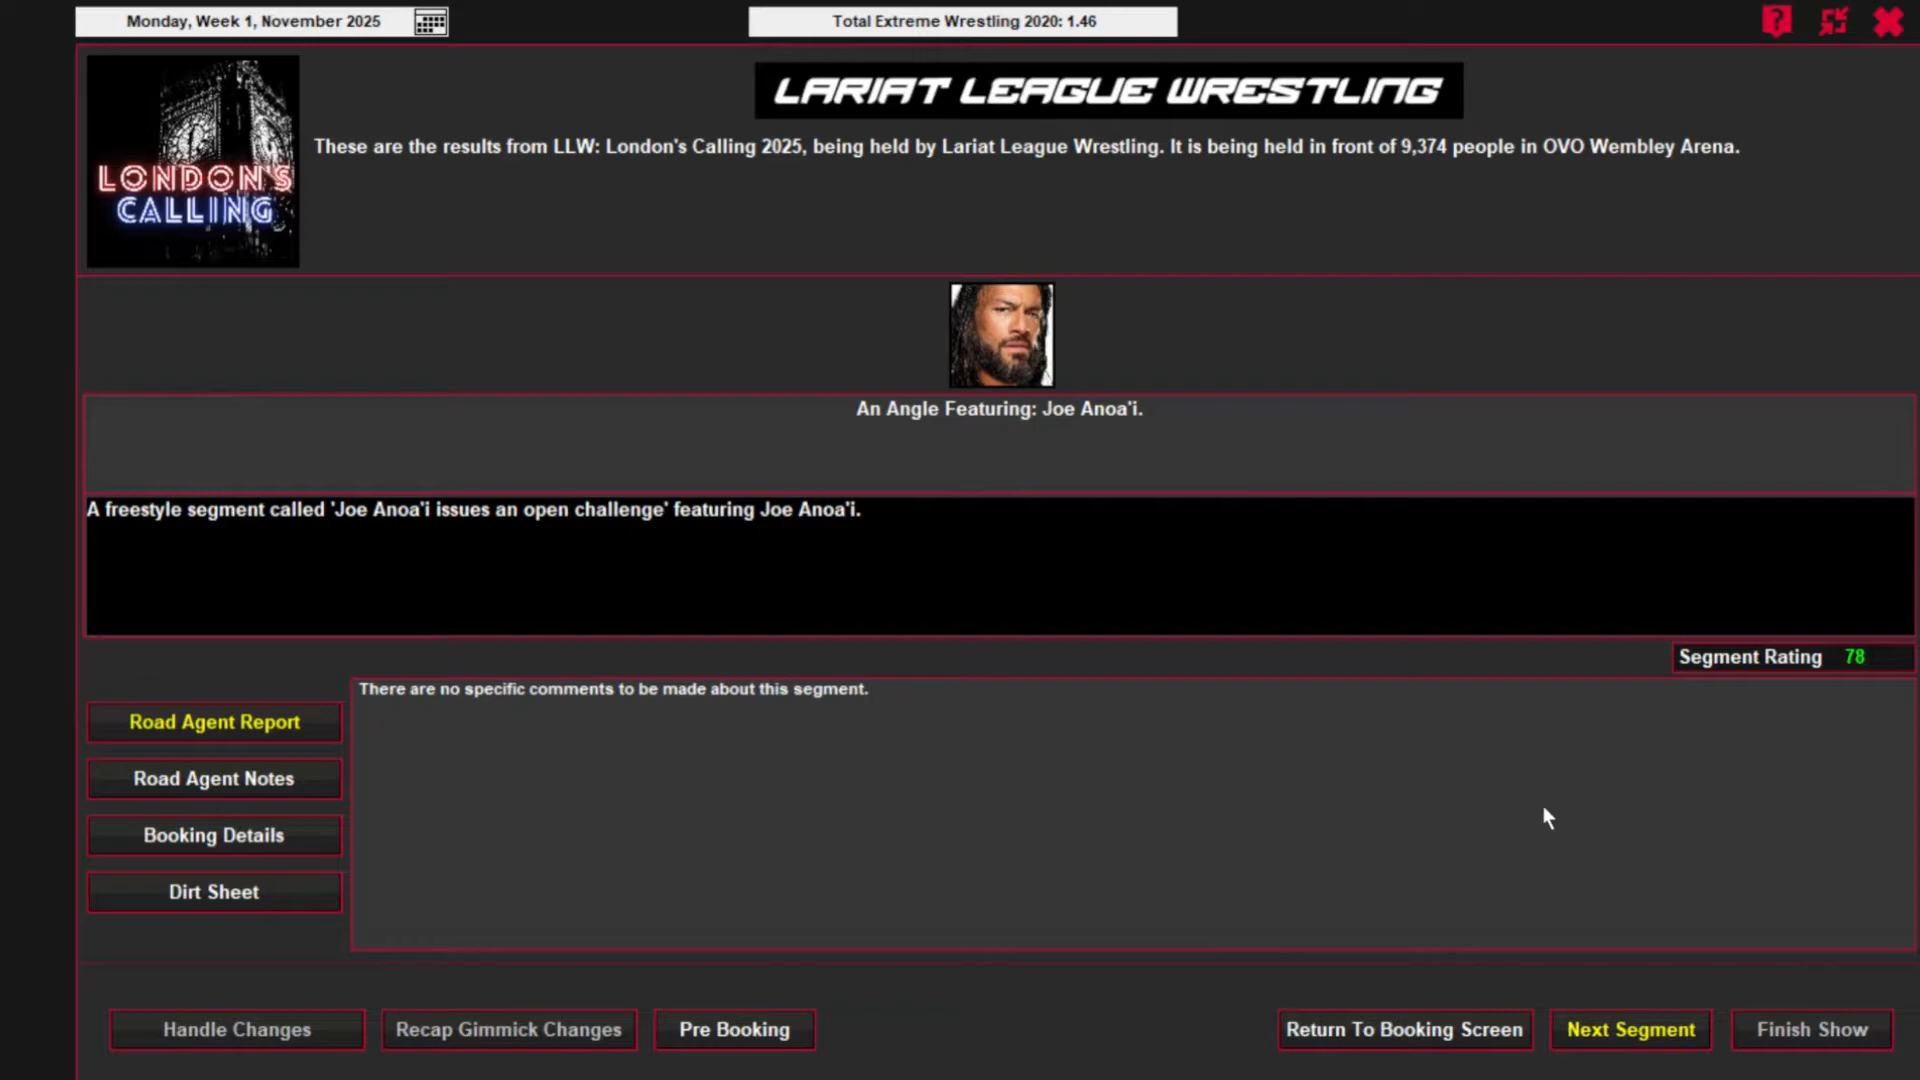 Monday, Week 1, November 2025
Total Extreme Wrestling 2020: 1.46
?
LARIAT LEAGUE WRESTLING
LONDON'S
CALLING
These are the results from LLW: London's Calling 2025, being held by Lariat League Wrestling. It is being held in front of 9,374 people in OVO Wembley Arena.
An Angle Featuring: Joe Anoa'i.
A freestyle segment called 'Joe Anoa'i issues an open challenge' featuring Joe Anoa'i.
Segment Rating 78
There are no specific comments to be made about this segment.
Road Agent Report
Road Agent Notes
Booking Details
Dirt Sheet
Handle Changes
Recap Gimmick Changes
Pre Booking
Return To Booking Screen
Next Segment
Finish Show